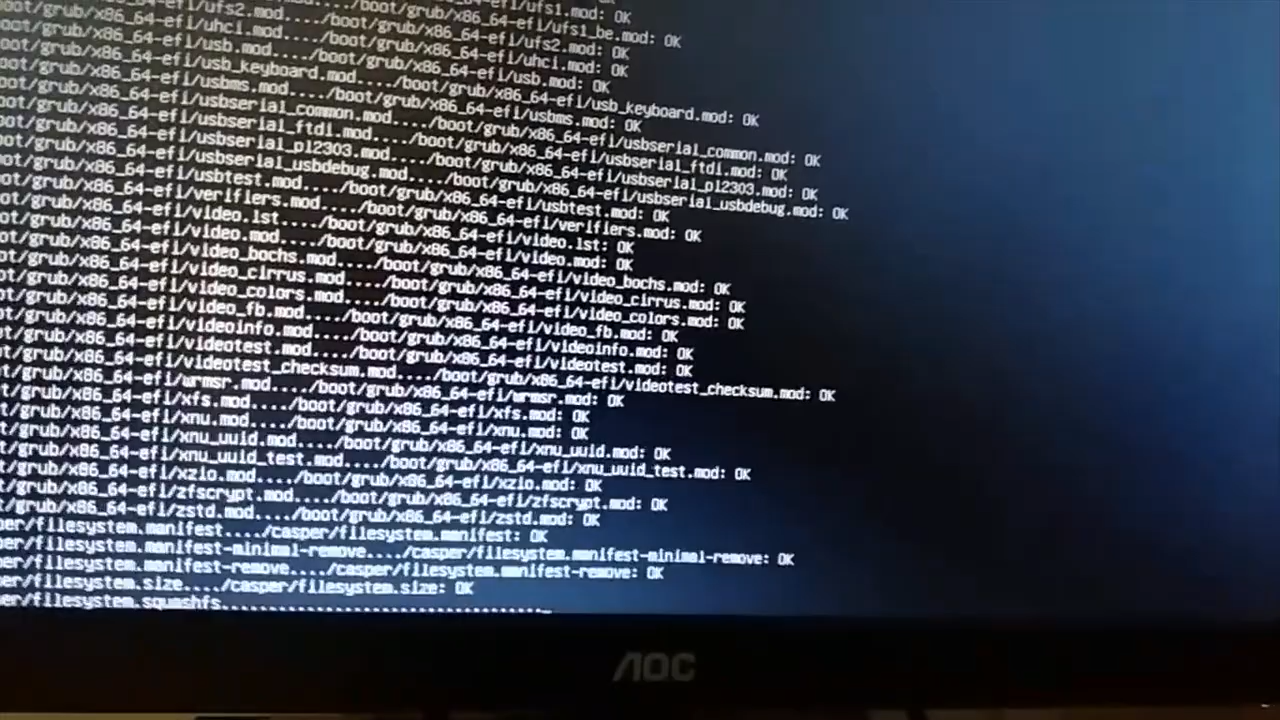 /ufs1.mod: OK
/ufs1_be.mod: OK
ot/grub/x86_64-efi/ufs2.mod..../boot/grub/x86_64-efi/ufs2.mod: OK
ot/grub/x86_64-efi/uhci.mod..../boot/grub/x86_64-efi/uhci.mod: OK
ot/grub/x86_64-efi/usb.mod..../boot/grub/x86_64-efi/usb.mod: OK
ot/grub/x86_64-efi/usb_keyboard.mod..../boot/grub/x86_64-efi/usb_keyboard.mod: OK
ot/grub/x86_64-efi/usbms.mod..../boot/grub/x86_64-efi/usbms.mod: OK
ot/grub/x86_64-efi/usbserial_common.mod..../boot/grub/x86_64-efi/usbserial_common.mod: OK
ot/grub/x86_64-efi/usbserial_ftdi.mod..../boot/grub/x86_64-efi/usbserial_ftdi.mod: OK
ot/grub/x86_64-efi/usbserial_pl2303.mod..../boot/grub/x86_64-efi/usbserial_pl2303.mod: OK
ot/grub/x86_64-efi/usbserial_usbdebug.mod..../boot/grub/x86_64-efi/usbserial_usbdebug.mod: OK
ot/grub/x86_64-efi/usbtest.mod..../boot/grub/x86_64-efi/usbtest.mod: OK
ot/grub/x86_64-efi/verifiers.mod..../boot/grub/x86_64-efi/verifiers.mod: OK
ot/grub/x86_64-efi/video.lst..../boot/grub/x86_64-efi/video.lst: OK
ot/grub/x86_64-efi/video.mod..../boot/grub/x86_64-efi/video.mod: OK
ot/grub/x86_64-efi/video_bochs.mod..../boot/grub/x86_64-efi/video_bochs.mod: OK
ot/grub/x86_64-efi/video_cirrus.mod..../boot/grub/x86_64-efi/video_cirrus.mod: OK
ot/grub/x86_64-efi/video_colors.mod..../boot/grub/x86_64-efi/video_colors.mod: OK
ot/grub/x86_64-efi/video_fb.mod..../boot/grub/x86_64-efi/video_fb.mod: OK
ot/grub/x86_64-efi/videoinfo.mod..../boot/grub/x86_64-efi/videoinfo.mod: OK
ot/grub/x86_64-efi/videotest.mod..../boot/grub/x86_64-efi/videotest.mod: OK
ot/grub/x86_64-efi/videotest_checksum.mod..../boot/grub/x86_64-efi/videotest_checksum.mod: OK
ot/grub/x86_64-efi/wrmsr.mod..../boot/grub/x86_64-efi/wrmsr.mod: OK
ot/grub/x86_64-efi/xfs.mod..../boot/grub/x86_64-efi/xfs.mod: OK
t/grub/x86_64-efi/xnu.mod..../boot/grub/x86_64-efi/xnu.mod: OK
t/grub/x86_64-efi/xnu_uuid.mod..../boot/grub/x86_64-efi/xnu_uuid.mod: OK
t/grub/x86_64-efi/xnu_uuid_test.mod..../boot/grub/x86_64-efi/xnu_uuid_test.mod: OK
t/grub/x86_64-efi/xzio.mod..../boot/grub/x86_64-efi/xzio.mod: OK
t/grub/x86_64-efi/zfscrypt.mod..../boot/grub/x86_64-efi/zfscrypt.mod: OK
t/grub/x86_64-efi/zstd.mod..../boot/grub/x86_64-efi/zstd.mod: OK
per/filesystem.manifest..../casper/filesystem.manifest: OK
per/filesystem.manifest-minimal-remove..../casper/filesystem.manifest-minimal-remove: OK
per/filesystem.manifest-remove..../casper/filesystem.manifest-remove: OK
per/filesystem.size..../casper/filesystem.size: OK
er/filesystem.squashfs...................................._
AOC